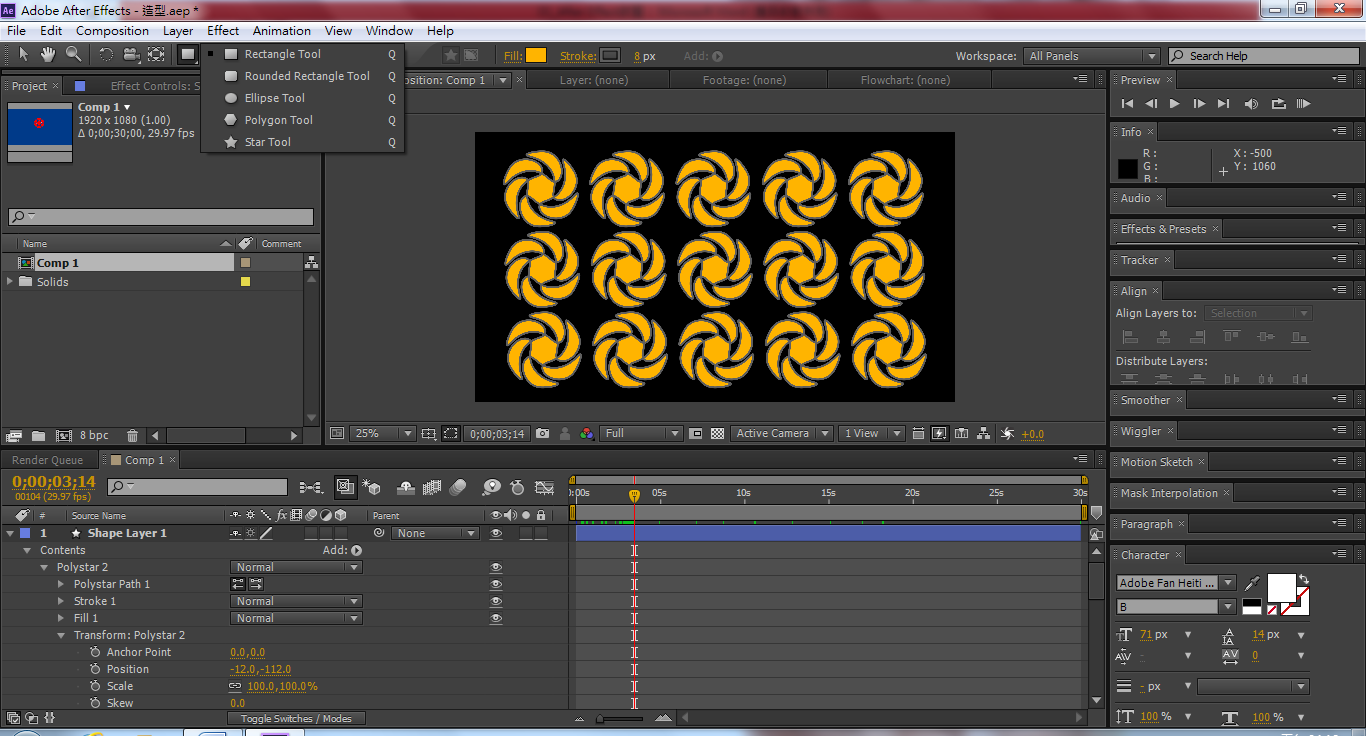 Ae Adobe After Effects - 造型.aep *
File Edit Composition Layer Effect Animation View Window Help
Fill: Stroke: 8 px Add: Workspace: All Panels Search Help
Rectangle Tool Q
Rounded Rectangle Tool Q
Ellipse Tool Q
Polygon Tool Q
Star Tool Q
Project × Effect Controls: S
position: Comp 1 × Layer: (none) Footage: (none) Flowchart: (none)
Comp 1
1920 x 1080 (1.00)
Δ 0;00;30;00, 29.97 fps
Name Comment
Comp 1
Solids
8 bpc
25% 0;00;03;14 Full Active Camera 1 View +0.0
Preview ×
Info ×
R : X : -500
G : Y : 1060
B :
Audio ×
Effects & Presets ×
Tracker ×
Align ×
Align Layers to: Selection
Distribute Layers:
Smoother ×
Wiggler ×
Motion Sketch ×
Mask Interpolation ×
Paragraph ×
Character ×
Adobe Fan Heiti ...
B
71 px 14 px
- 0
- px
100 % 100 %
Render Queue Comp 1 ×
0;00;03;14
00104 (29.97 fps)
0:00s 05s 10s 15s 20s 25s 30s
# Source Name Parent
1 Shape Layer 1 None
Contents Add:
Polystar 2 Normal
Polystar Path 1
Stroke 1 Normal
Fill 1 Normal
Transform: Polystar 2
Anchor Point 0.0,0.0
Position -12.0,-112.0
Scale 100.0,100.0%
Skew 0.0
Toggle Switches / Modes